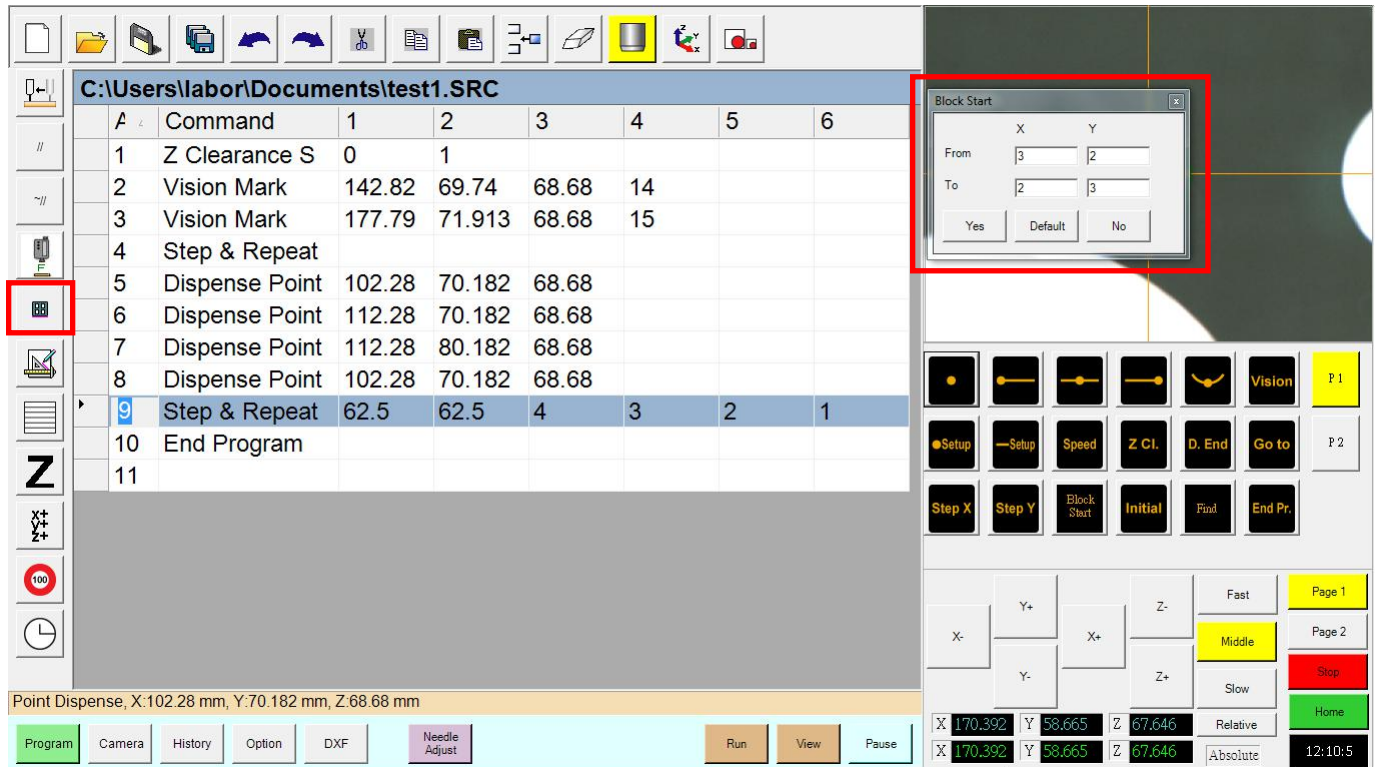 C:\Users\labor\Documents\test1.SRC
A Command 1 2 3 4 5 6
1 Z Clearance S 0 1
2 Vision Mark 142.82 69.74 68.68 14
3 Vision Mark 177.79 71.913 68.68 15
4 Step & Repeat
5 Dispense Point 102.28 70.182 68.68
6 Dispense Point 112.28 70.182 68.68
7 Dispense Point 112.28 80.182 68.68
8 Dispense Point 102.28 70.182 68.68
9 Step & Repeat 62.5 62.5 4 3 2 1
10 End Program
11
//
~//
F
Z
X+
Y+
Z+
100
Point Dispense, X:102.28 mm, Y:70.182 mm, Z:68.68 mm
Program Camera History Option DXF Needle Adjust Run View Pause
Z Y X
Block Start x
X Y
From 3 2
To 2 3
Yes Default No
Vision P 1
Setup Setup Speed Z Cl. D. End Go to P 2
Step X Step Y Block Start Initial Find End Pr.
Y+ Z- Fast Page 1
X- X+ Middle Page 2
Y- Z+ Slow Stop
Home
X 170.392 Y 58.665 Z 67.646 Relative
X 170.392 Y 58.665 Z 67.646 Absolute 12:10:5